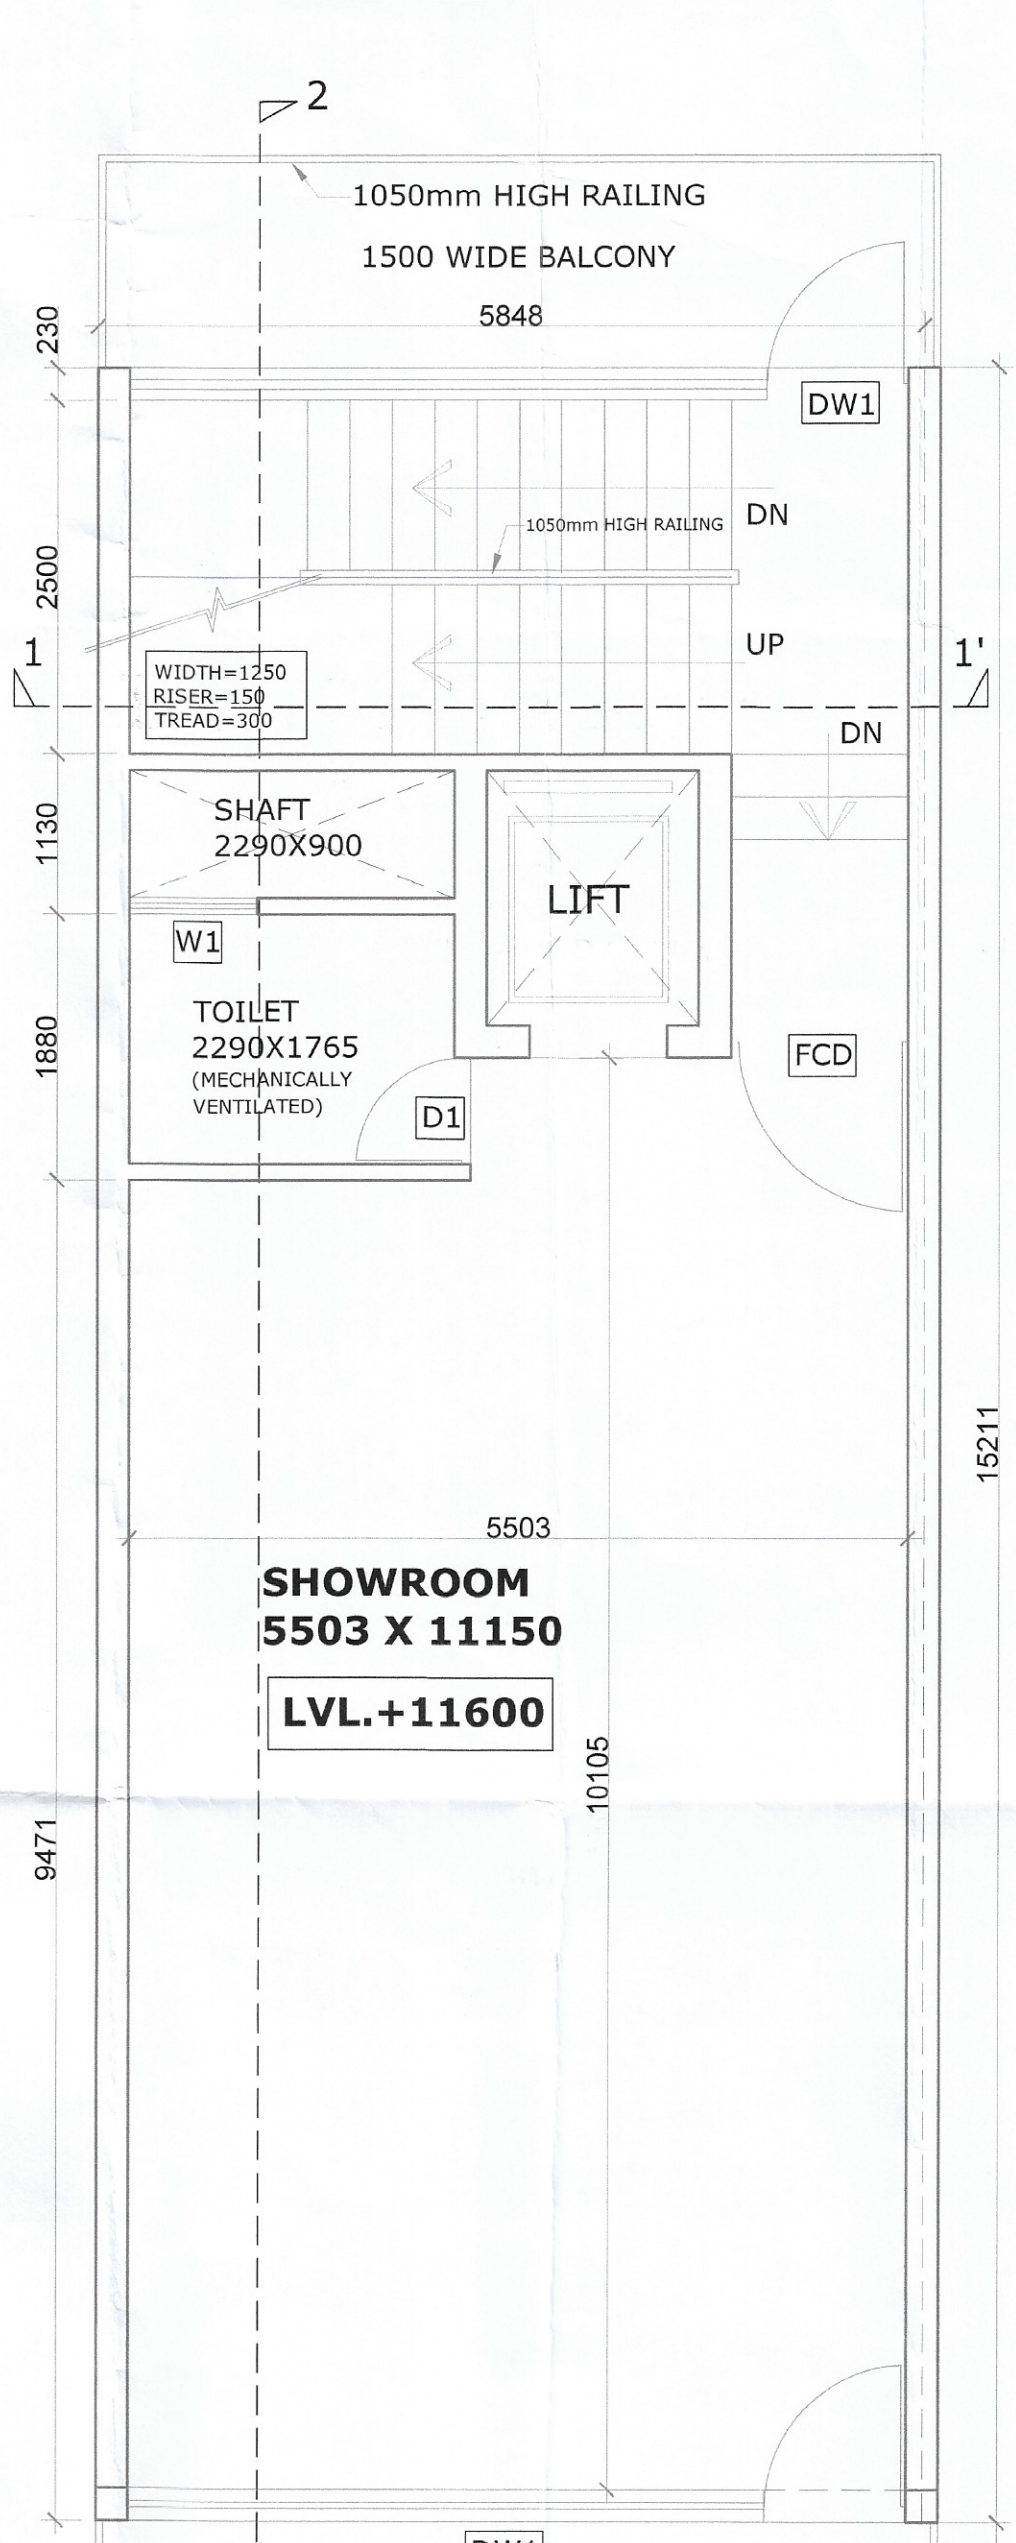 2
1050mm HIGH RAILING
1500 WIDE BALCONY
5848
230
DW1
DN
1050mm HIGH RAILING
2500
UP
1
1'
WIDTH=1250
RISER=150
TREAD=300
DN
SHAFT
2290X900
1130
LIFT
W1
TOILET
2290X1765
(MECHANICALLY
VENTILATED)
1880
FCD
D1
15211
5503
SHOWROOM
5503 X 11150
LVL.+11600
10105
9471
DW1